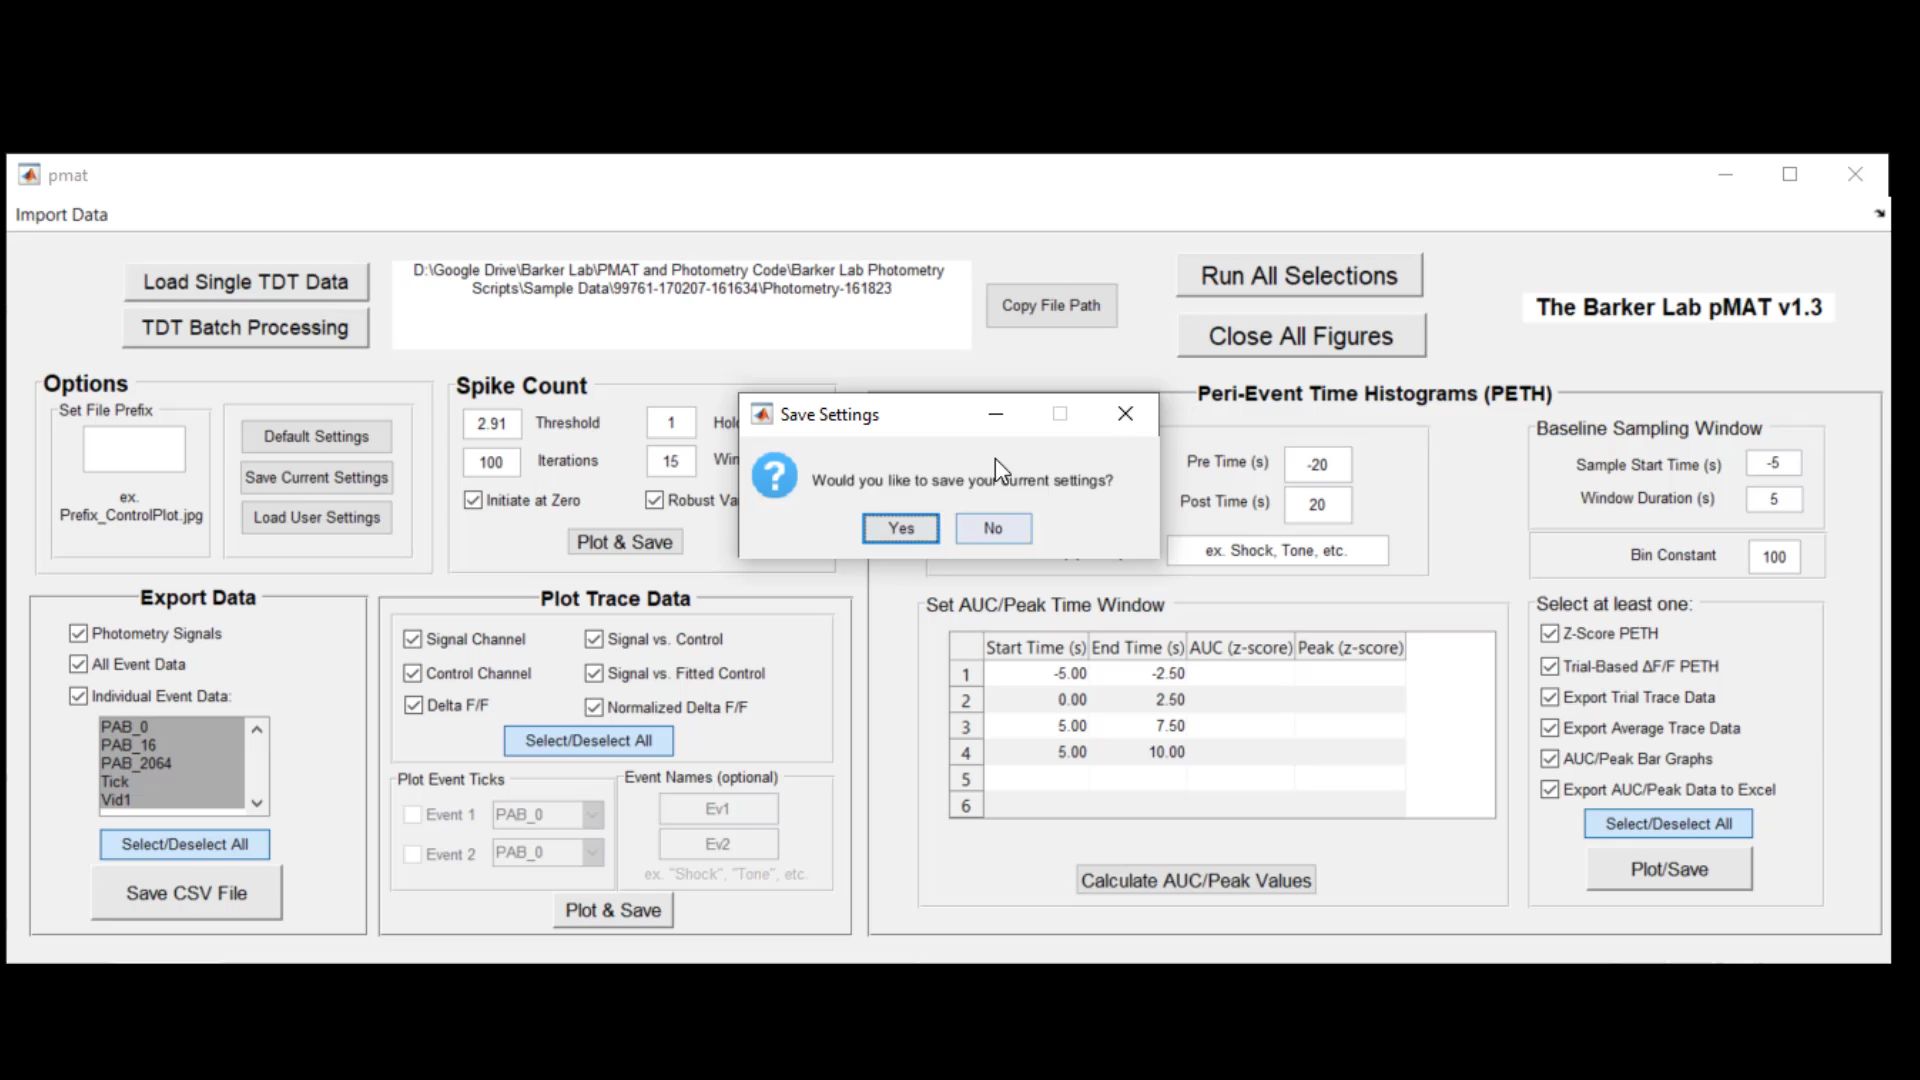 pmat
Import Data
Load Single TDT Data
TDT Batch Processing
D:\Google Drive\Barker Lab\PMAT and Photometry Code\Barker Lab Photometry
Scripts\Sample Data\99761-170207-161634\Photometry-161823
Copy File Path
Run All Selections
Close All Figures
The Barker Lab pMAT v1.3
Options
Set File Prefix
ex.
Prefix_ControlPlot.jpg
Default Settings
Save Current Settings
Load User Settings
Spike Count
2.91 Threshold 1
100 Iterations 15
Initiate at Zero
Robust Va
Plot & Save
Save Settings
Would you like to save your current settings?
Yes No
Peri-Event Time Histograms (PETH)
Pre Time (s) -20
Post Time (s) 20
ex. Shock, Tone, etc.
Baseline Sampling Window
Sample Start Time (s) -5
Window Duration (s) 5
Bin Constant 100
Export Data
Photometry Signals
All Event Data
Individual Event Data:
PAB_0
PAB_16
PAB_2064
Tick
Vid1
Select/Deselect All
Save CSV File
Plot Trace Data
Signal Channel Signal vs. Control
Control Channel Signal vs. Fitted Control
Delta F/F Normalized Delta F/F
Select/Deselect All
Plot Event Ticks
Event 1 PAB_0
Event 2 PAB_0
Event Names (optional)
Ev1
Ev2
ex. "Shock", "Tone", etc.
Plot & Save
Set AUC/Peak Time Window
Start Time (s) End Time (s) AUC (z-score) Peak (z-score)
1 -5.00 -2.50
2 0.00 2.50
3 5.00 7.50
4 5.00 10.00
5
6
Calculate AUC/Peak Values
Select at least one:
Z-Score PETH
Trial-Based ΔF/F PETH
Export Trial Trace Data
Export Average Trace Data
AUC/Peak Bar Graphs
Export AUC/Peak Data to Excel
Select/Deselect All
Plot/Save